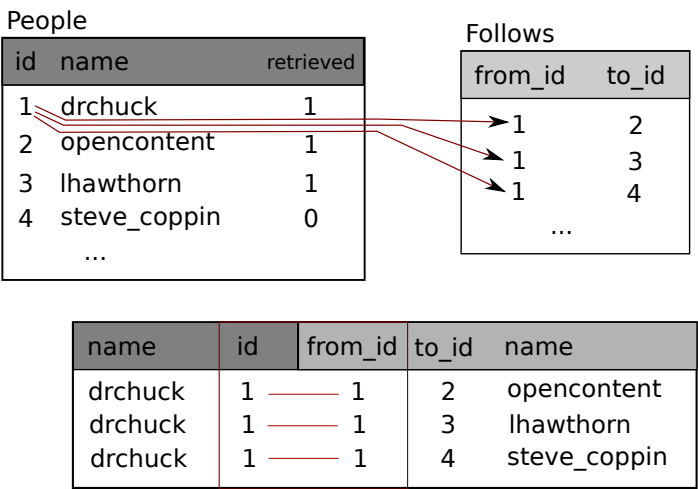 People
id name retrieved
1 drchuck 1
2 opencontent 1
3 lhawthorn 1
4 steve_coppin 0
...
Follows
from_id to_id
1 2
1 3
1 4
...
name id from_id to_id name
drchuck 1 1 2 opencontent
drchuck 1 1 3 lhawthorn
drchuck 1 1 4 steve_coppin